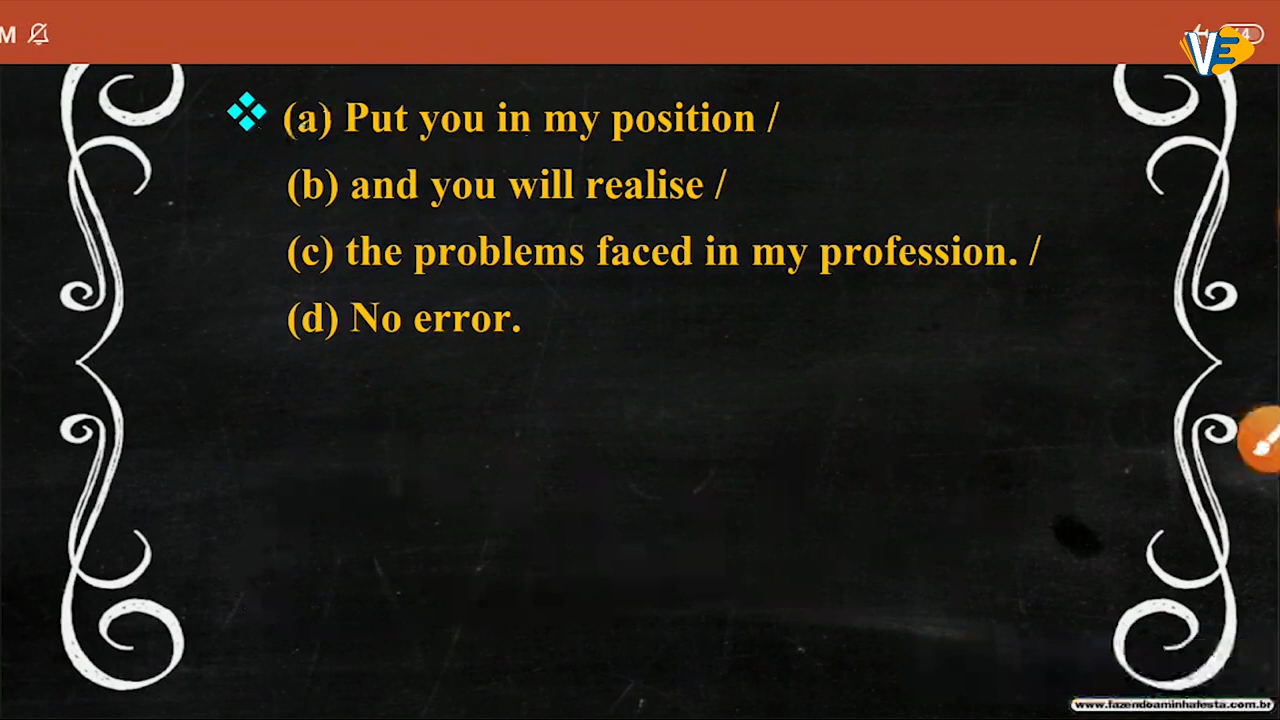 M
VE
(a) Put you in my position /
(b) and you will realise /
(c) the problems faced in my profession. /
(d) No error.
www.fazendoaminhafesta.com.br